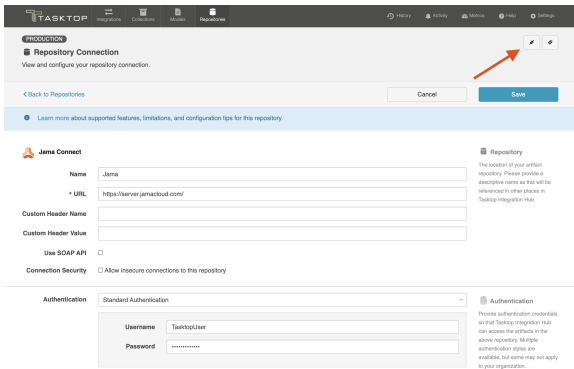 TASKTOP
Integrations
Collections
Models
Repositories
History
Activity
Metrics
Help
Settings
PRODUCTION
Repository Connection
View and configure your repository connection.
Back to Repositories
Cancel
Save
Learn more about supported features, limitations, and configuration tips for this repository.
Jama Connect
Name
Jama
* URL
https://server.jamacloud.com/
Custom Header Name
Custom Header Value
Use SOAP API
Connection Security
Allow insecure connections to this repository
Repository
The location of your artifact
repository. Please provide a
descriptive name as this will be
referenced in other places in
Tasktop Integration Hub.
Authentication
Standard Authentication
Username
TasktopUser
Password
•••••••••••••
Authentication
Provide authentication credentials
so that Tasktop Integration Hub
can access the artifacts in the
above repository. Multiple
authentication styles are
available, but some may not apply
to your organization.